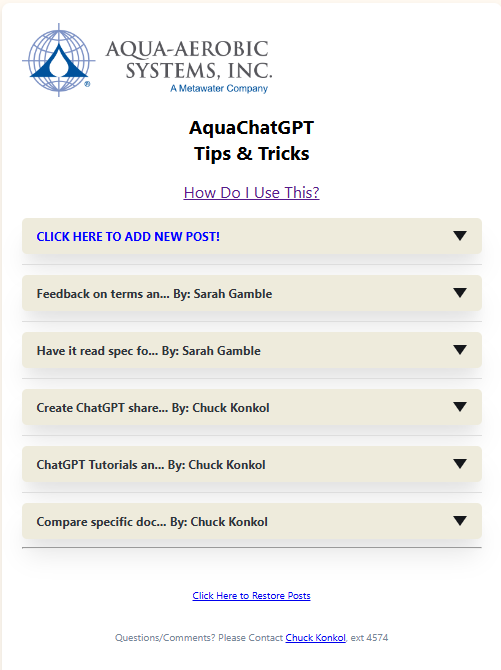 AQUA-AEROBIC
SYSTEMS, INC.
®
A Metawater Company
AquaChatGPT
Tips & Tricks
How Do I Use This?
CLICK HERE TO ADD NEW POST!
Feedback on terms an... By: Sarah Gamble
Have it read spec fo... By: Sarah Gamble
Create ChatGPT share... By: Chuck Konkol
ChatGPT Tutorials an... By: Chuck Konkol
Compare specific doc... By: Chuck Konkol
Click Here to Restore Posts
Questions/Comments? Please Contact Chuck Konkol, ext 4574